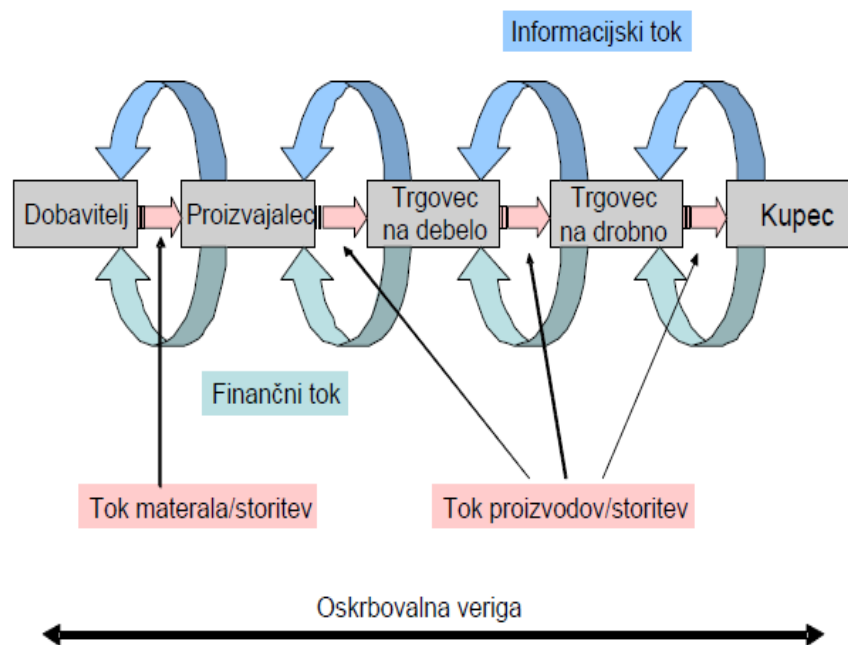 Informacijski tok
Dobavitelj
Proizvajalec
Trgovec
na debelo
Trgovec
na drobno
Kupec
Finančni tok
Tok materala/storitev
Tok proizvodov/storitev
Oskrbovalna veriga